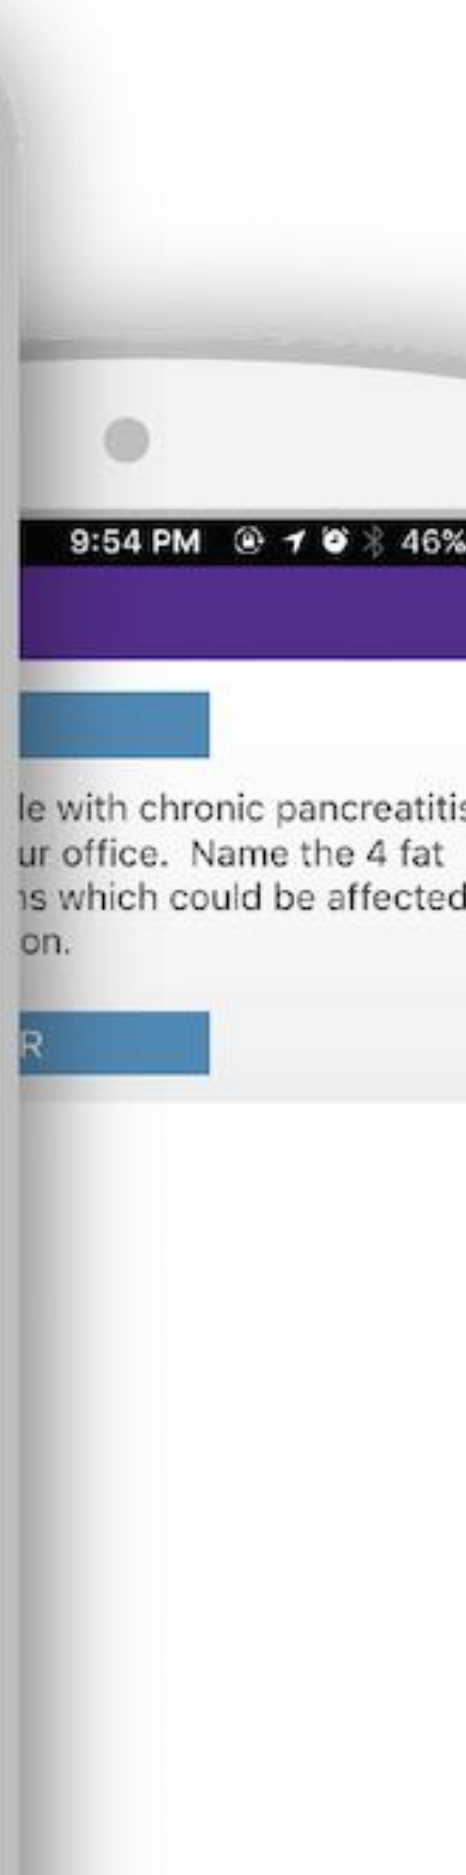 9:54 PM 46%
le with chronic pancreatitis
ur office. Name the 4 fat
ns which could be affected
on.
R